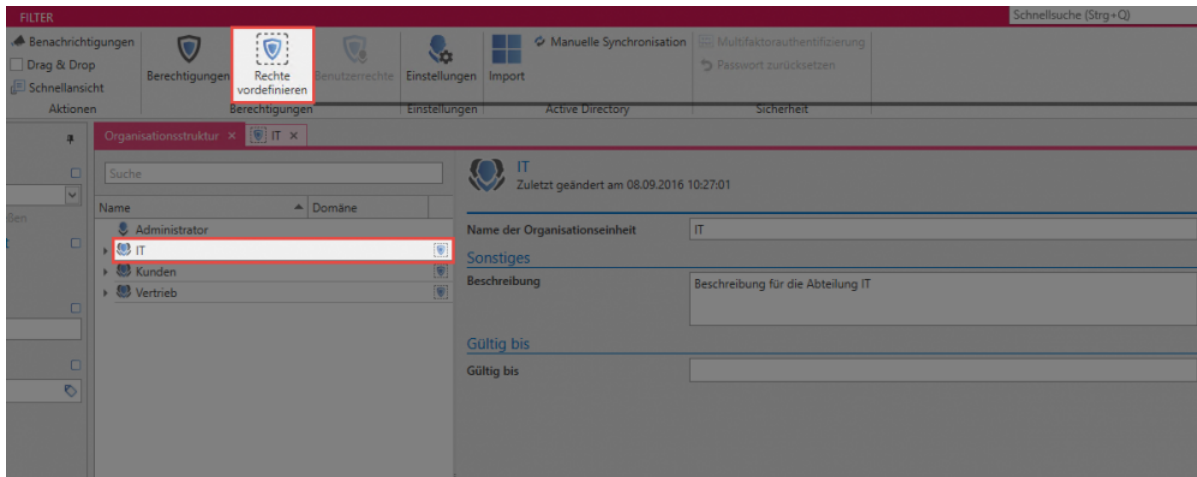 FILTER
Schnellsuche (Strg+Q)
Benachrichtigungen
Drag & Drop
Schnellansicht
Aktionen
Berechtigungen
Rechte
vordefinieren
Benutzerrechte
Berechtigungen
Einstellungen
Einstellungen
Import
Manuelle Synchronisation
Active Directory
Multifaktorauthentifizierung
Passwort zurücksetzen
Sicherheit
Organisationsstruktur
IT
Suche
Name
Domäne
Administrator
IT
Kunden
Vertrieb
IT
Zuletzt geändert am 08.09.2016 10:27:01
Name der Organisationseinheit
IT
Sonstiges
Beschreibung
Beschreibung für die Abteilung IT
Gültig bis
Gültig bis